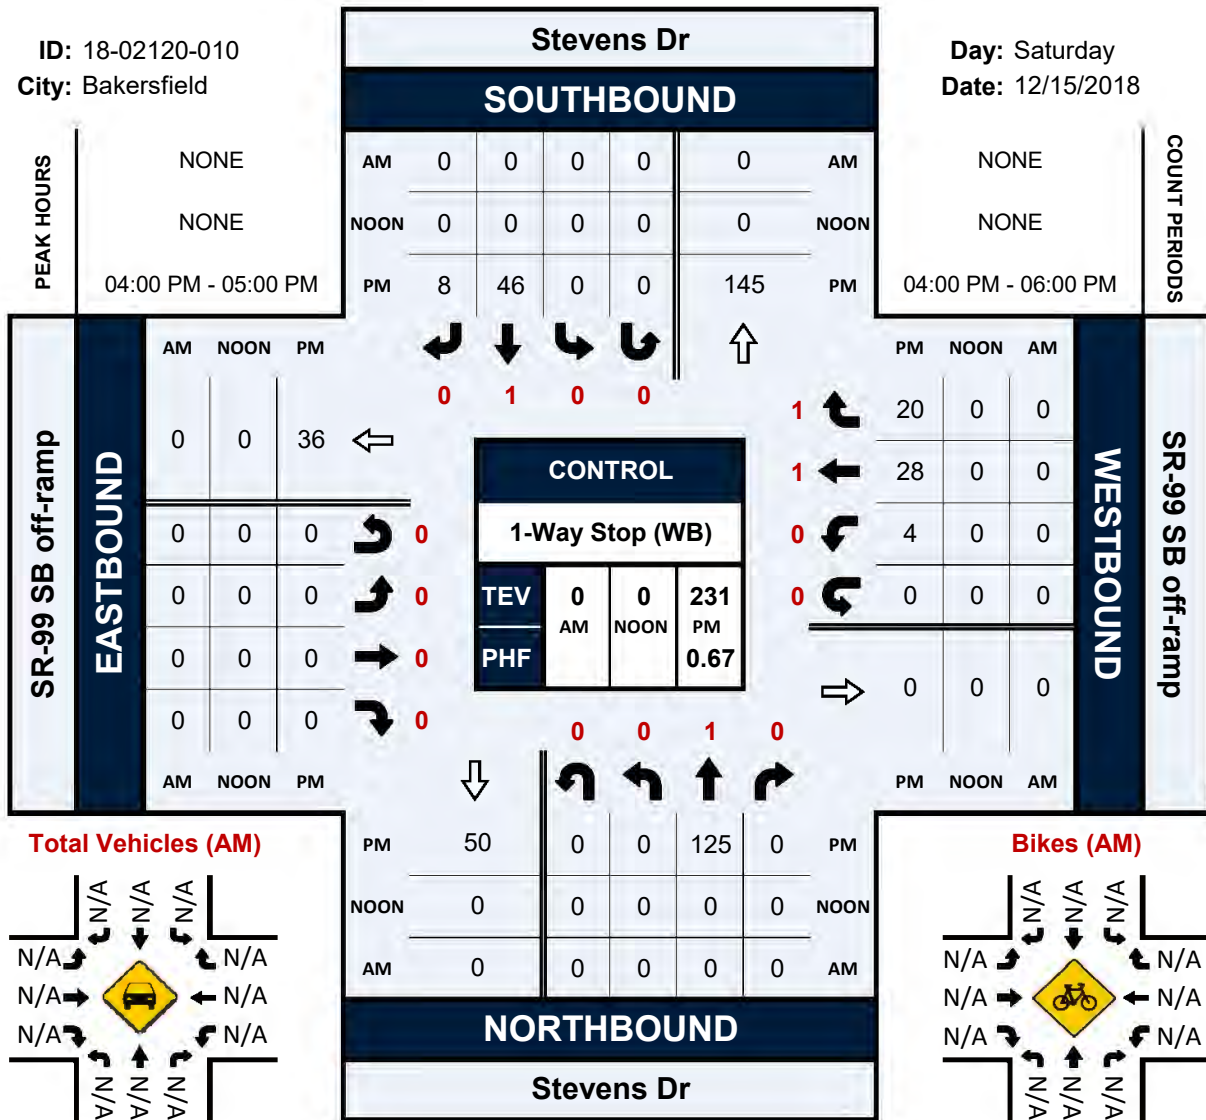 Stevens Dr
ID: 18-02120-010
Day: Saturday
City: Bakersfield
Date: 12/15/2018
SOUTHBOUND
PEAK HOURS
NONE
AM 0 0 0 0 0 AM
NONE
COUNT PERIODS
NONE
NOON 0 0 0 0 0 NOON
NONE
04:00 PM - 05:00 PM
PM 8 46 0 0 145 PM
04:00 PM - 06:00 PM
AM NOON PM
PM NOON AM
0 1 0 0
1 20 0 0
0 0 36
1 28 0 0
0 4 0 0
0 0 0 0
0 0 0
SR-99 SB off-ramp
EASTBOUND
0 0 0 0
0 0 0 0
0 0 0 0
0 0 0 0
CONTROL
1-Way Stop (WB)
TEV 0 0 231
AM NOON PM
PHF 0.67
WESTBOUND
SR-99 SB off-ramp
0 0 1 0
AM NOON PM
PM NOON AM
PM 50 0 0 125 0 PM
NOON 0 0 0 0 0 NOON
AM 0 0 0 0 0 AM
NORTHBOUND
Stevens Dr
Total Vehicles (AM)
N/A N/A N/A
N/A N/A
N/A N/A
N/A N/A
N/A N/A N/A
Bikes (AM)
N/A N/A N/A
N/A N/A
N/A N/A
N/A N/A
N/A N/A N/A